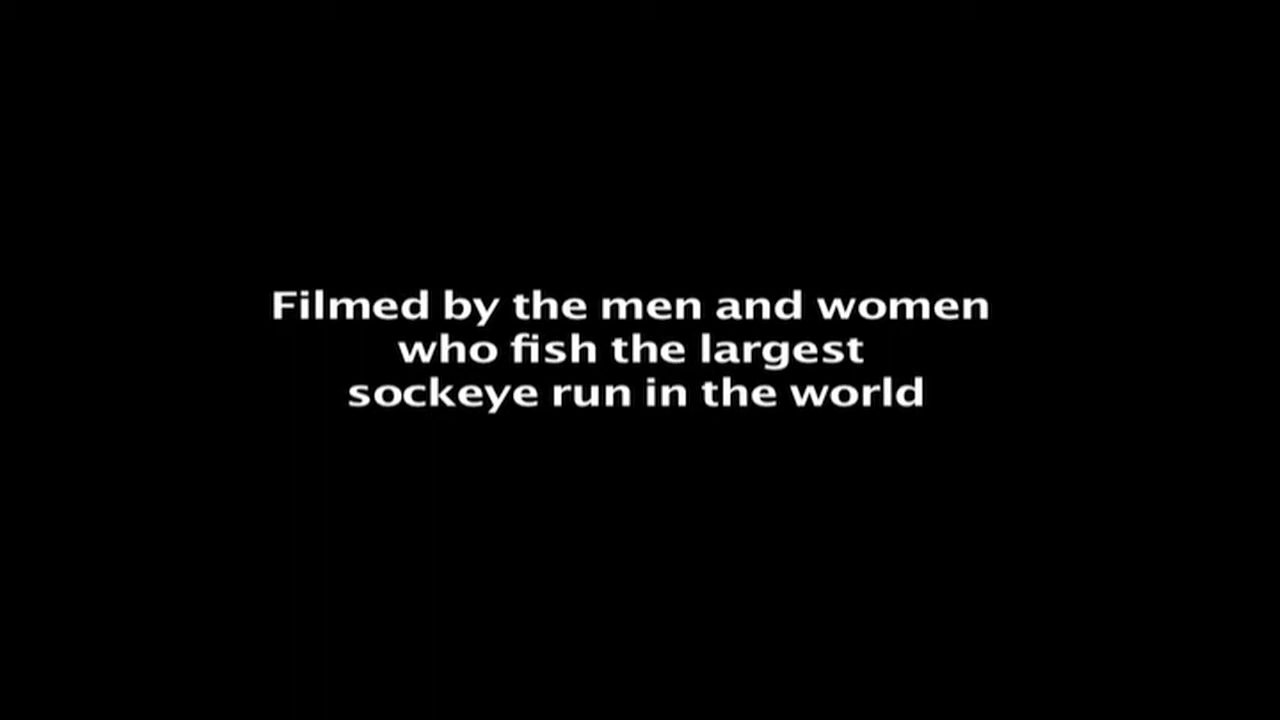 Filmed by the men and women
who fish the largest
sockeye run in the world